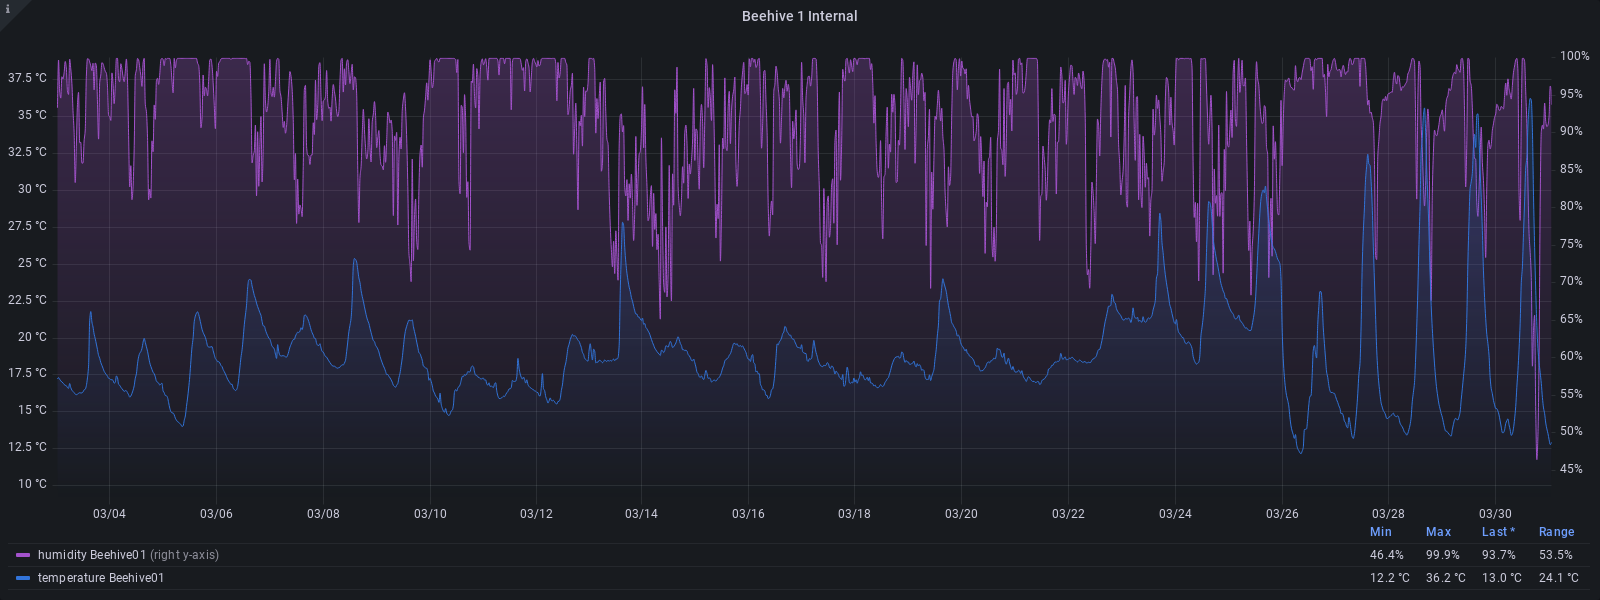 i
Beehive 1 Internal
37.5 °C
35 °C
32.5 °C
30 °C
27.5 °C
25 °C
22.5 °C
20 °C
17.5 °C
15 °C
12.5 °C
10 °C
100%
95%
90%
85%
80%
75%
70%
65%
60%
55%
50%
45%
03/04 03/06 03/08 03/10 03/12 03/14 03/16 03/18 03/20 03/22 03/24 03/26 03/28 03/30
Min Max Last * Range
humidity Beehive01 (right y-axis) 46.4% 99.9% 93.7% 53.5%
temperature Beehive01 12.2 °C 36.2 °C 13.0 °C 24.1 °C